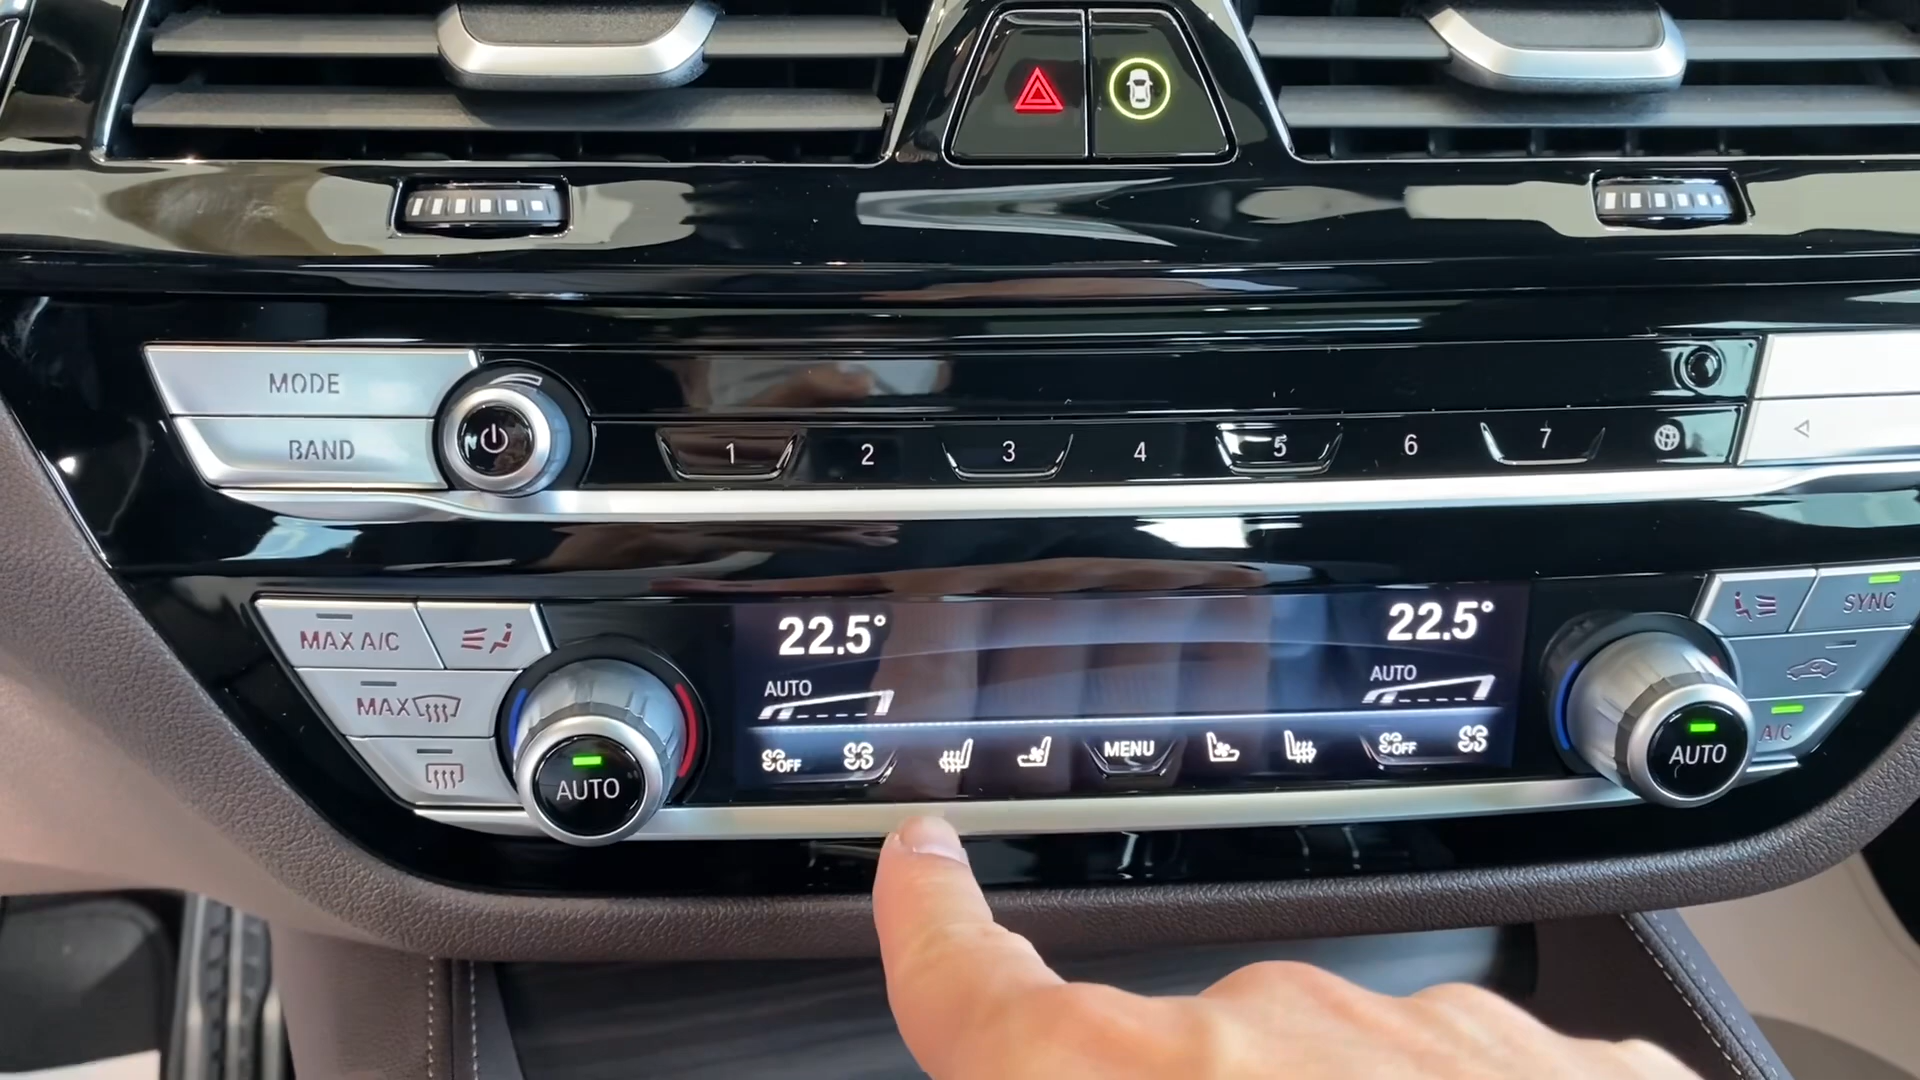 MODE
BAND
1 2 3 4 5 6 7
MAX A/C
MAX
AUTO
22.5°
AUTO
OFF
MENU
22.5°
AUTO
OFF
SYNC
A/C
AUTO